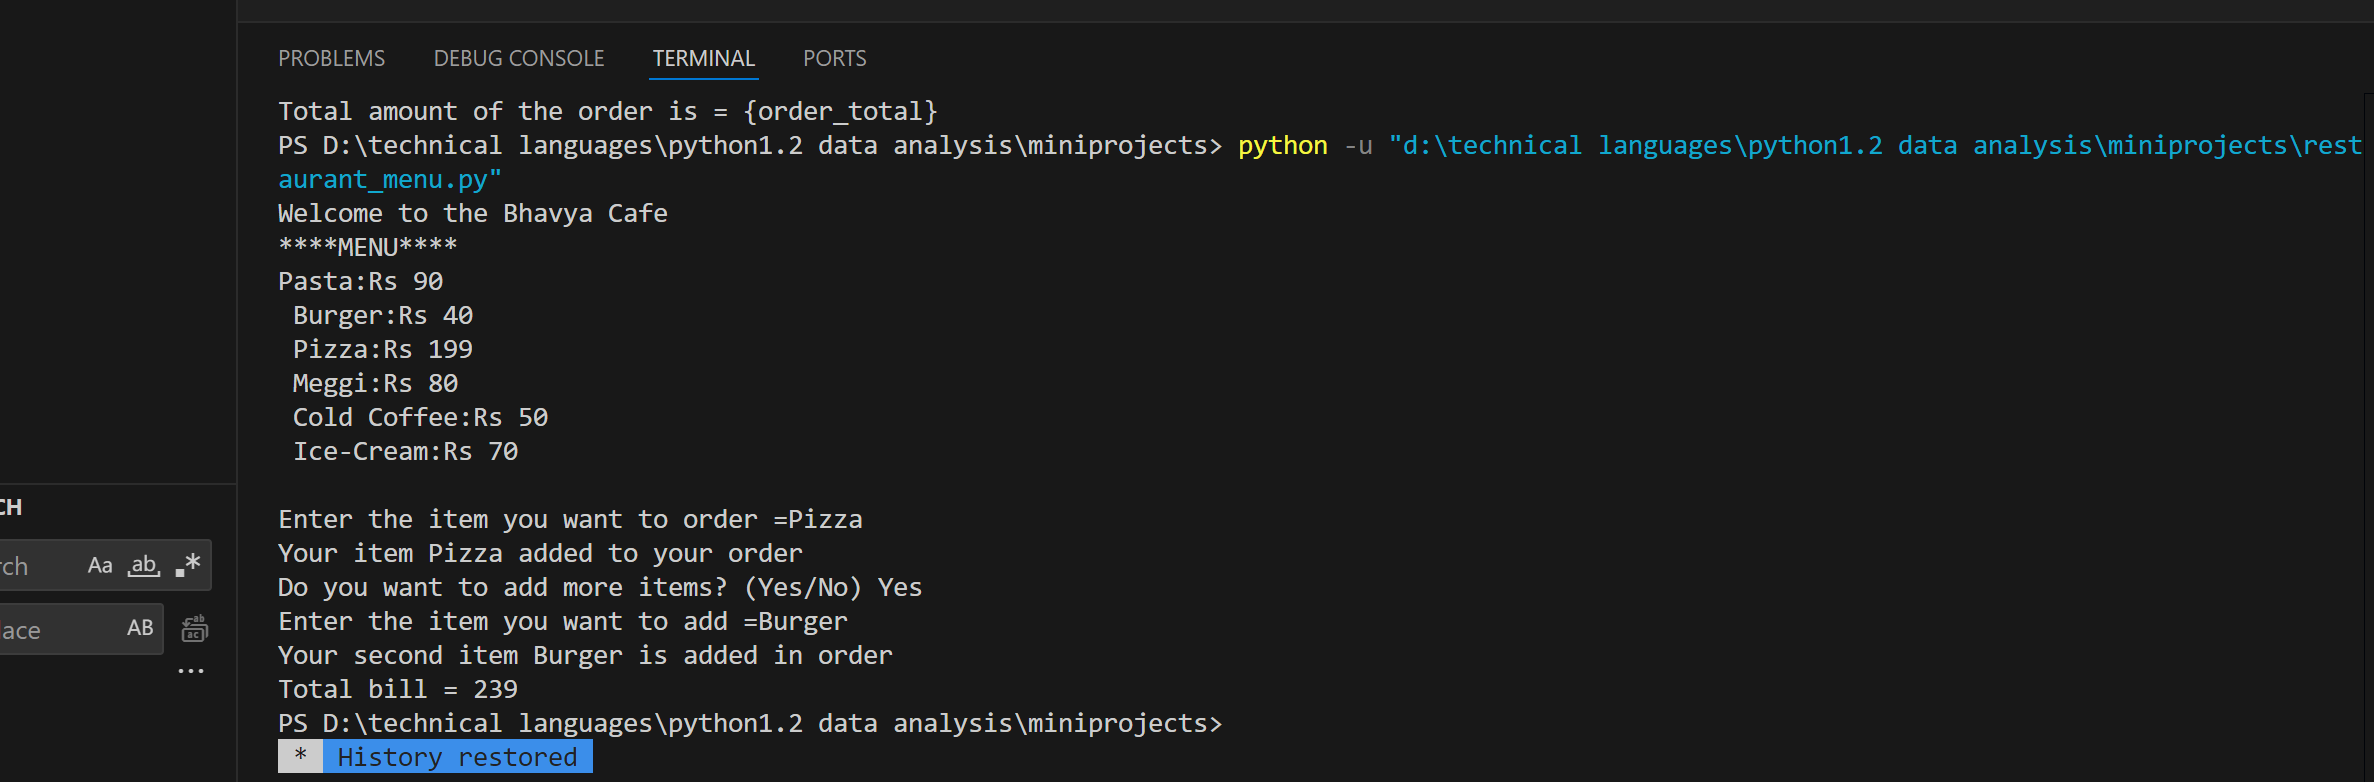 PROBLEMS DEBUG CONSOLE TERMINAL PORTS
Total amount of the order is = {order_total}
PS D:\technical languages\python1.2 data analysis\miniprojects> python -u "d:\technical languages\python1.2 data analysis\miniprojects\rest
aurant_menu.py"
Welcome to the Bhavya Cafe
****MENU****
Pasta:Rs 90
 Burger:Rs 40
 Pizza:Rs 199
 Meggi:Rs 80
 Cold Coffee:Rs 50
 Ice-Cream:Rs 70
Enter the item you want to order =Pizza
Your item Pizza added to your order
Do you want to add more items? (Yes/No) Yes
Enter the item you want to add =Burger
Your second item Burger is added in order
Total bill = 239
PS D:\technical languages\python1.2 data analysis\miniprojects>
* History restored
CH
rch Aa ab .*
lace AB
...